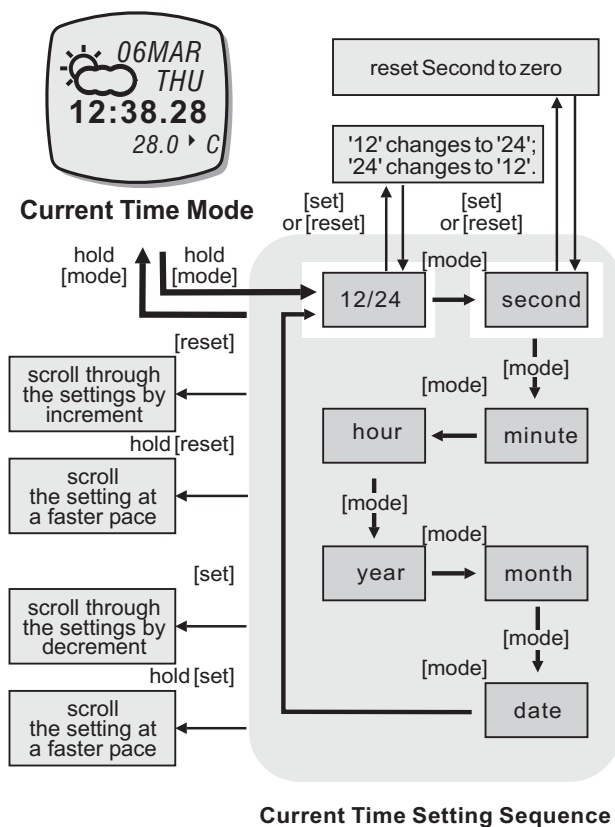 06MAR
THU
12:38.28
28.0 ‣ C
Current Time Mode
reset Second to zero
'12' changes to '24';
'24' changes to '12'.
[set]
or [reset]
[set]
or [reset]
hold
[mode]
hold
[mode]
[mode]
12/24
second
[reset]
scroll through
the settings by
increment
[mode]
[mode]
hour
minute
hold [reset]
scroll
the setting at
a faster pace
[mode]
[mode]
year
month
[set]
scroll through
the settings by
decrement
[mode]
hold [set]
[mode]
scroll
the setting at
a faster pace
date
Current Time Setting Sequence